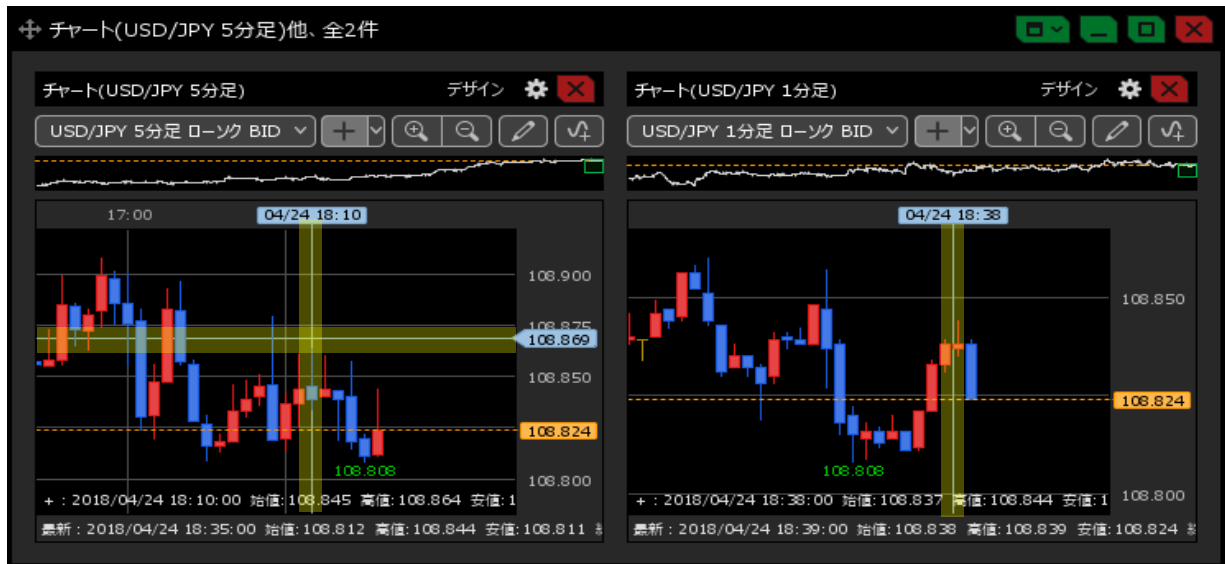 チャート(USD/JPY 5分足)他、全2件
チャート(USD/JPY 5分足) デザイン
USD/JPY 5分足 ローソク BID
17:00 04/24 18:10
108.900
108.875
108.869
108.850
108.824
108.808
108.800
+ : 2018/04/24 18:10:00 始値:108.845 高値:108.864 安値:1
最新 : 2018/04/24 18:35:00 始値:108.812 高値:108.844 安値:108.811
チャート(USD/JPY 1分足) デザイン
USD/JPY 1分足 ローソク BID
04/24 18:38
108.850
108.824
108.808
108.800
+ : 2018/04/24 18:38:00 始値:108.837 高値:108.844 安値:1
最新 : 2018/04/24 18:39:00 始値:108.838 高値:108.839 安値:108.824